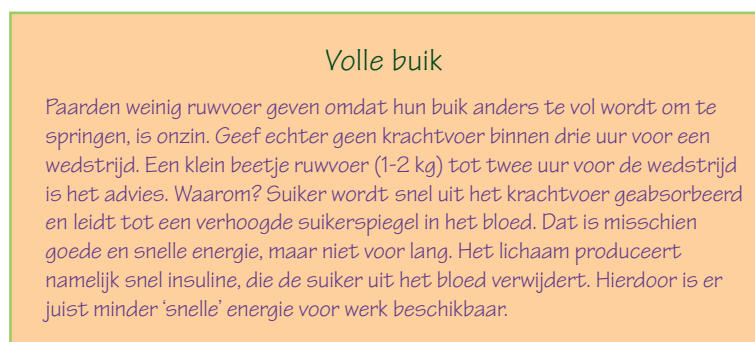 Volle buik
Paarden weinig ruwvoer geven omdat hun buik anders te vol wordt om te
springen, is onzin. Geef echter geen krachtvoer binnen drie uur voor een
wedstrijd. Een klein beetje ruwvoer (1-2 kg) tot twee uur voor de wedstrijd
is het advies. Waarom? Suiker wordt snel uit het krachtvoer geabsorbeerd
en leidt tot een verhoogde suikerspiegel in het bloed. Dat is misschien
goede en snelle energie, maar niet voor lang. Het lichaam produceert
namelijk snel insuline, die de suiker uit het bloed verwijdert. Hierdoor is er
juist minder ‘snelle’ energie voor werk beschikbaar.